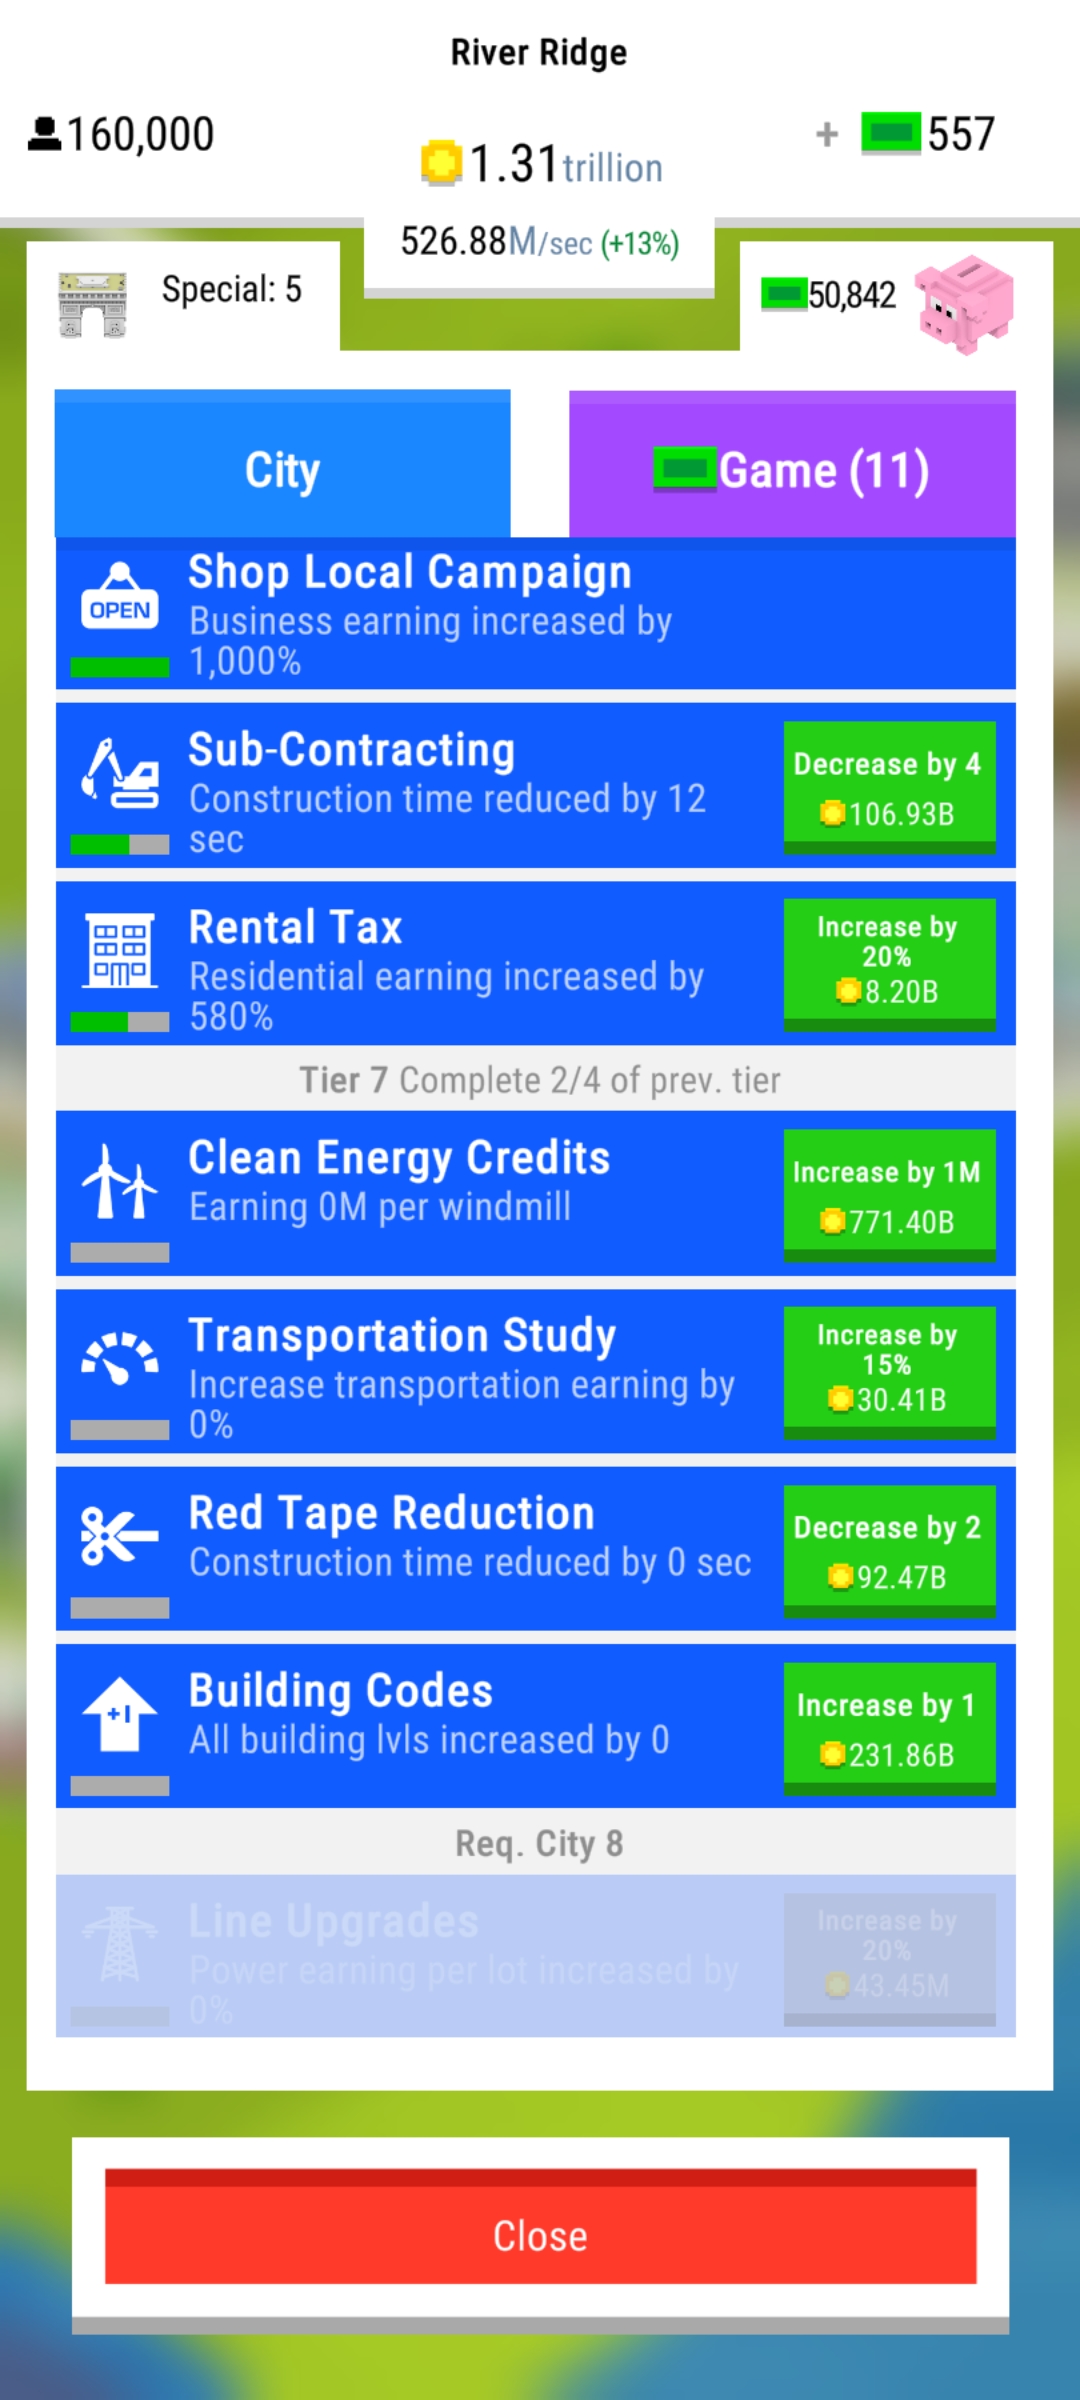 River Ridge
160,000
1.31 trillion
+ 557
526.88M/sec (+13%)
Special: 5
50,842
City
Game (11)
Shop Local Campaign
OPEN
Business earning increased by
1,000%
Sub-Contracting
Construction time reduced by 12
sec
Decrease by 4
106.93B
Rental Tax
Residential earning increased by
580%
Increase by
20%
8.20B
Tier 7 Complete 2/4 of prev. tier
Clean Energy Credits
Earning 0M per windmill
Increase by 1M
771.40B
Transportation Study
Increase transportation earning by
0%
Increase by
15%
30.41B
Red Tape Reduction
Construction time reduced by 0 sec
Decrease by 2
92.47B
+1
Building Codes
All building lvls increased by 0
Increase by 1
231.86B
Req. City 8
Line Upgrades
Power earning per lot increased by
0%
Increase by
20%
43.45M
Close